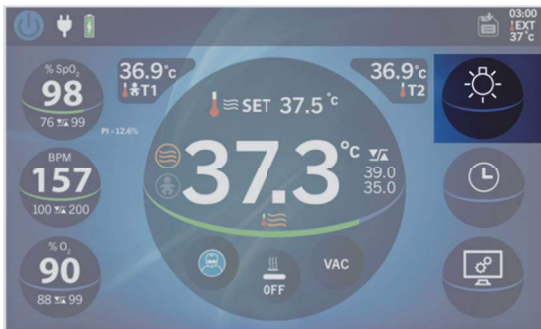 03:00
EXT
37°c
% SpO₂
98
76 99
PI=12.6%
36.9°c
T1
36.9°c
T2
SET 37.5°c
37.3°c
39.0
35.0
BPM
157
100 200
% O₂
90
88 99
OFF
VAC